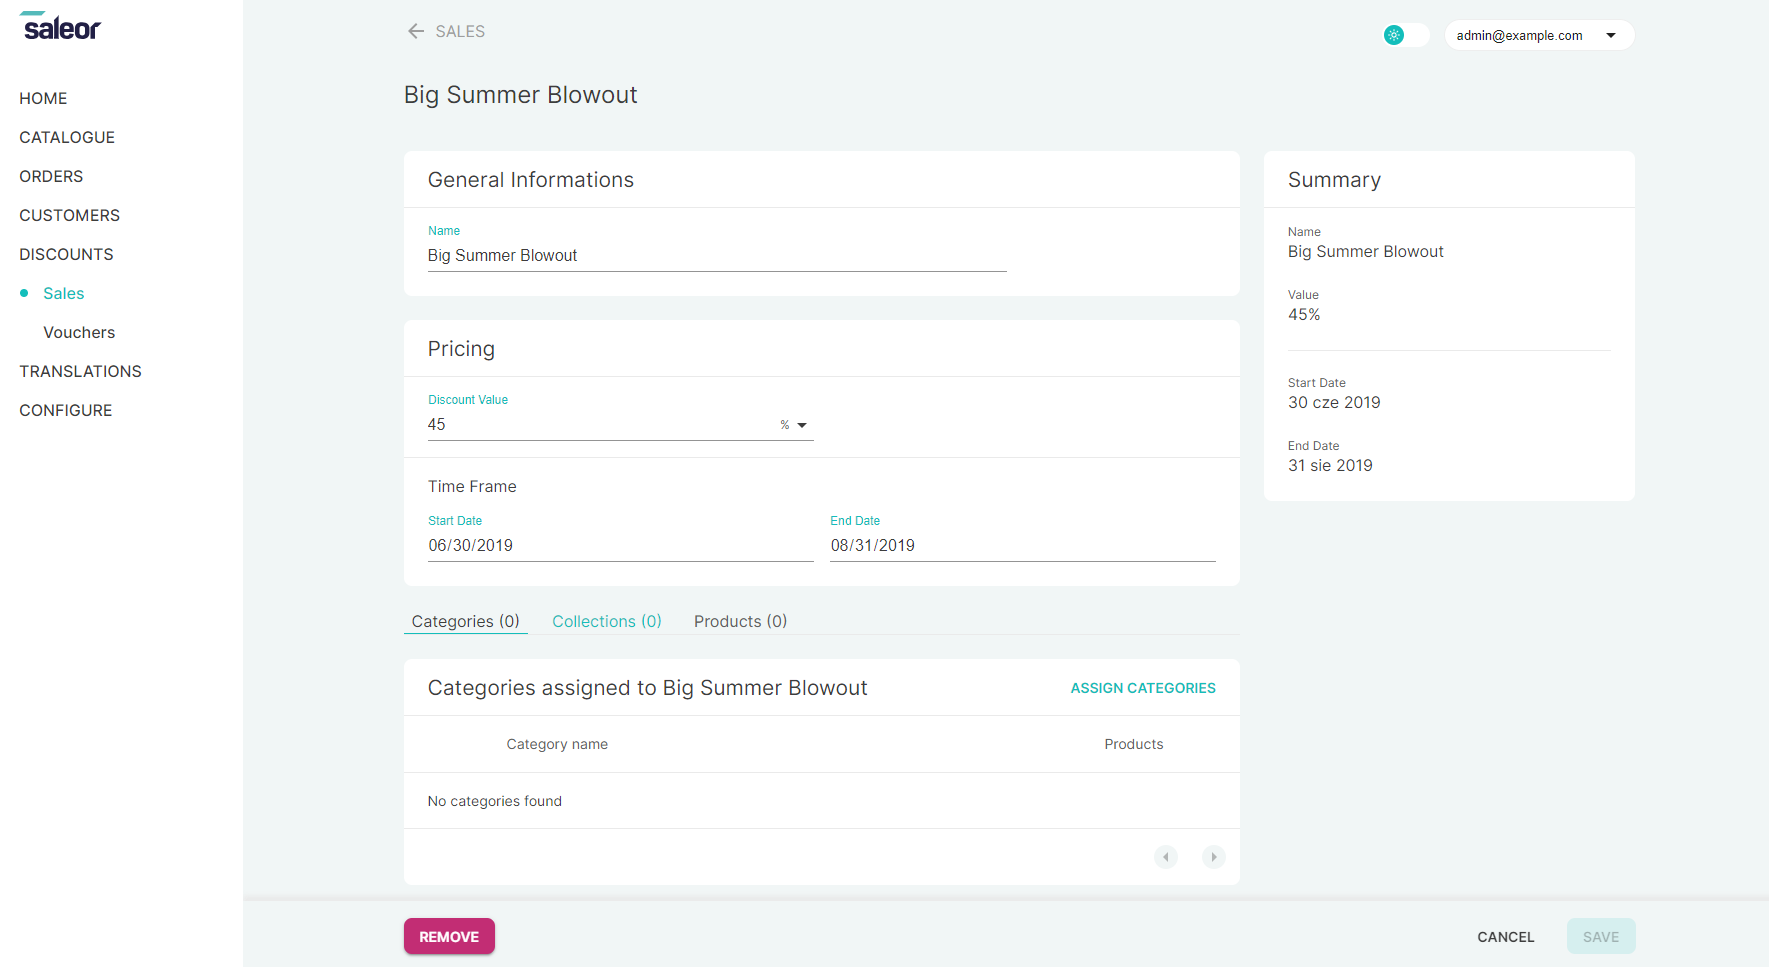 saleor
HOME
CATALOGUE
ORDERS
CUSTOMERS
DISCOUNTS
Sales
Vouchers
TRANSLATIONS
CONFIGURE
SALES
admin@example.com
Big Summer Blowout
General Informations
Name
Big Summer Blowout
Pricing
Discount Value
45 %
Time Frame
Start Date End Date
06/30/2019 08/31/2019
Categories (0) Collections (0) Products (0)
Categories assigned to Big Summer Blowout ASSIGN CATEGORIES
Category name Products
No categories found
Summary
Name
Big Summer Blowout
Value
45%
Start Date
30 cze 2019
End Date
31 sie 2019
REMOVE CANCEL SAVE